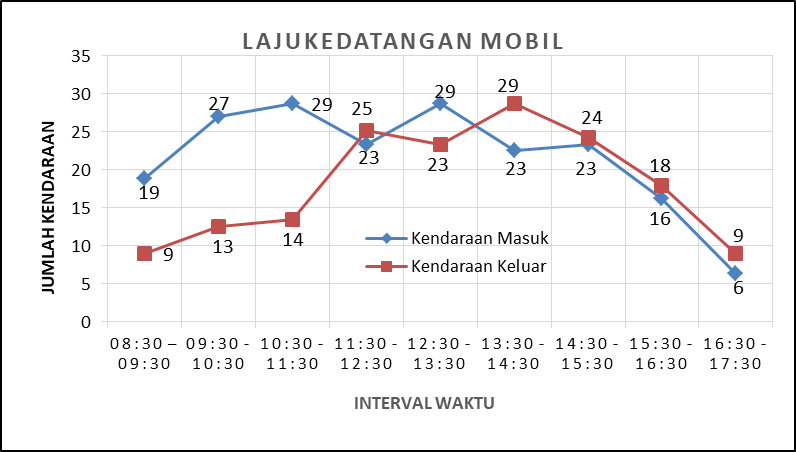 LAJUKEDATANGAN MOBIL
35
30
25
20
15
10
5
0
JUMLAH KENDARAAN
19
27
29
23
29
23
23
16
6
9
13
14
25
23
29
24
18
9
Kendaraan Masuk
Kendaraan Keluar
08:30 – 09:30
09:30 - 10:30
10:30 - 11:30
11:30 - 12:30
12:30 - 13:30
13:30 - 14:30
14:30 - 15:30
15:30 - 16:30
16:30 - 17:30
INTERVAL WAKTU